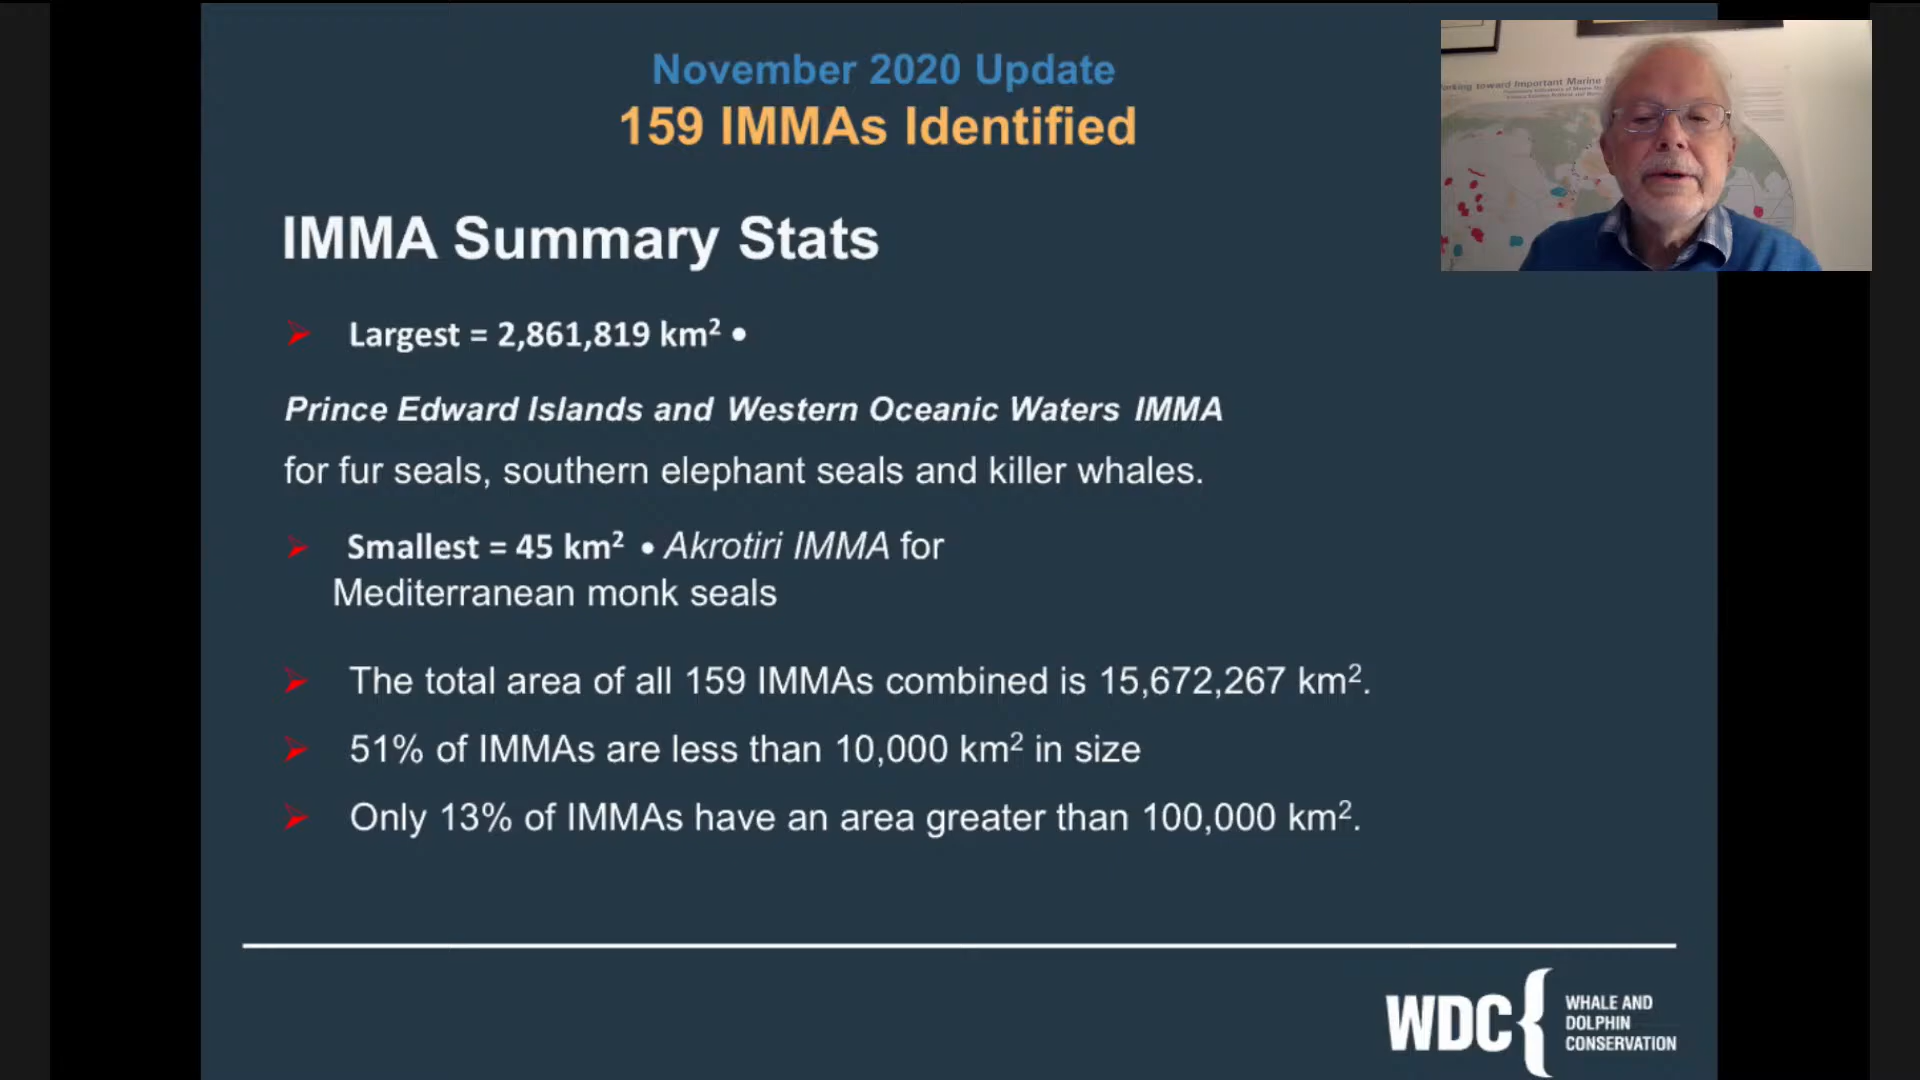 November 2020 Update
159 IMMAs Identified
IMMA Summary Stats
Largest = 2,861,819 km² •
Prince Edward Islands and Western Oceanic Waters IMMA
for fur seals, southern elephant seals and killer whales.
Smallest = 45 km² • Akrotiri IMMA for
Mediterranean monk seals
The total area of all 159 IMMAs combined is 15,672,267 km².
51% of IMMAs are less than 10,000 km² in size
Only 13% of IMMAs have an area greater than 100,000 km².
toward Important Marine
WDC
WHALE AND
DOLPHIN
CONSERVATION